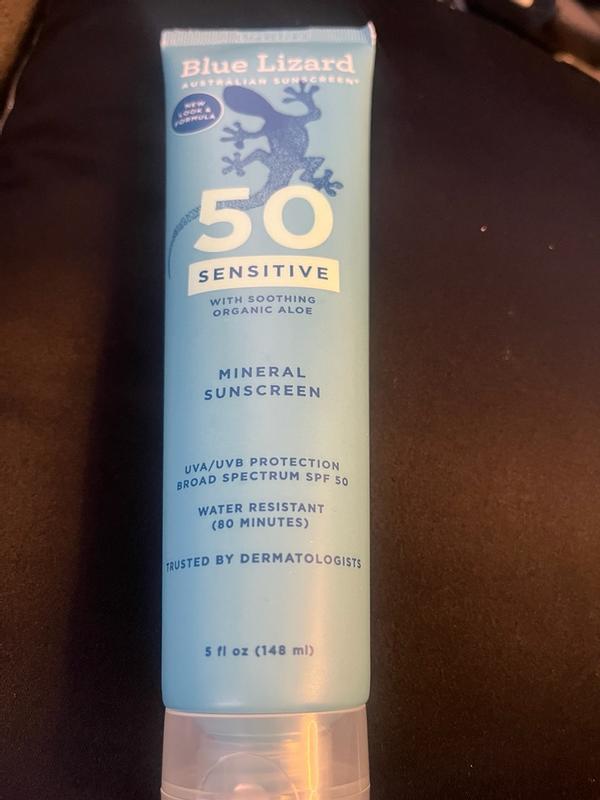 Blue Lizard
AUSTRALIAN SUNSCREEN®
NEW
LOOK &
FORMULA
50
SENSITIVE
WITH SOOTHING
ORGANIC ALOE
MINERAL
SUNSCREEN
UVA/UVB PROTECTION
BROAD SPECTRUM SPF 50
WATER RESISTANT
(80 MINUTES)
TRUSTED BY DERMATOLOGISTS
5 fl oz (148 ml)